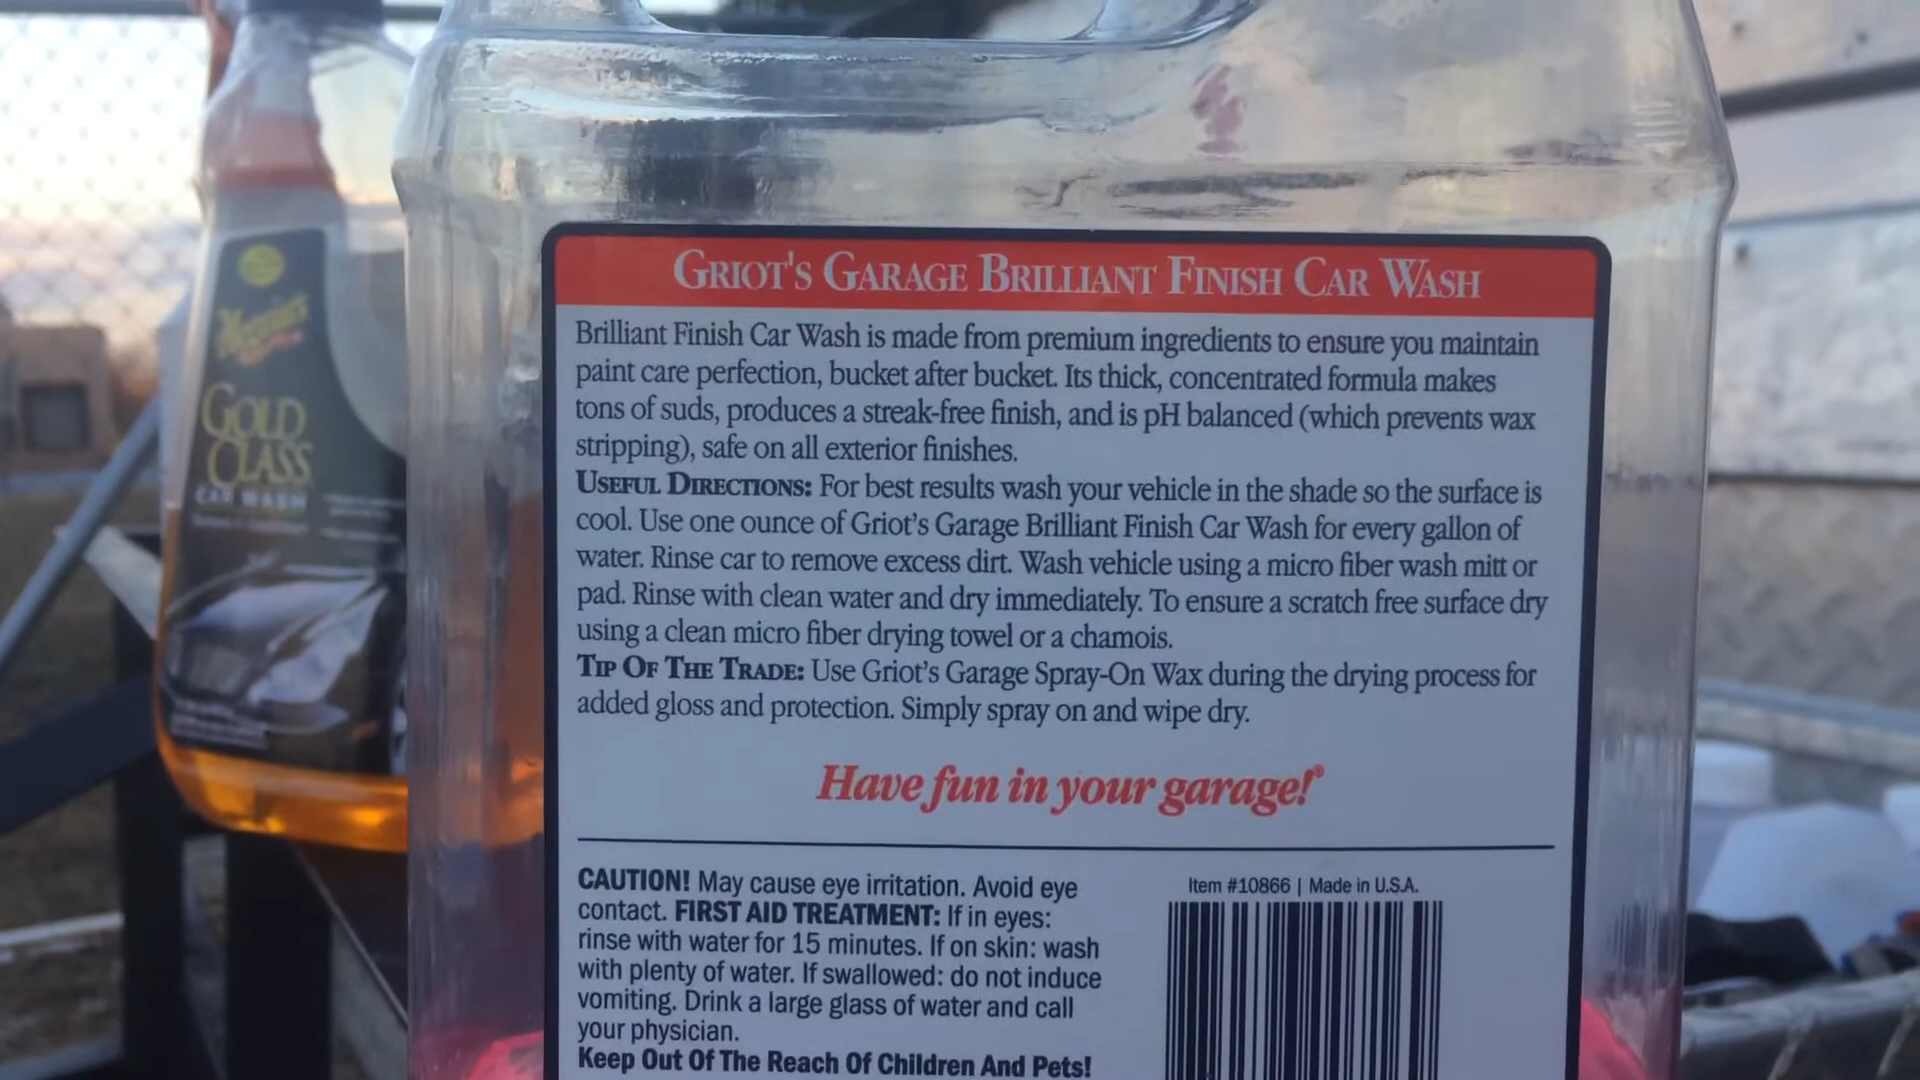 Meguiar's
GOLD
CLASS
CAR WASH
GRIOT'S GARAGE BRILLIANT FINISH CAR WASH
Brilliant Finish Car Wash is made from premium ingredients to ensure you maintain
paint care perfection, bucket after bucket. Its thick, concentrated formula makes
tons of suds, produces a streak-free finish, and is pH balanced (which prevents wax
stripping), safe on all exterior finishes.
USEFUL DIRECTIONS: For best results wash your vehicle in the shade so the surface is
cool. Use one ounce of Griot's Garage Brilliant Finish Car Wash for every gallon of
water. Rinse car to remove excess dirt. Wash vehicle using a micro fiber wash mitt or
pad. Rinse with clean water and dry immediately. To ensure a scratch free surface dry
using a clean micro fiber drying towel or a chamois.
TIP OF THE TRADE: Use Griot's Garage Spray-On Wax during the drying process for
added gloss and protection. Simply spray on and wipe dry.
Have fun in your garage!®
CAUTION! May cause eye irritation. Avoid eye
contact. FIRST AID TREATMENT: If in eyes:
rinse with water for 15 minutes. If on skin: wash
with plenty of water. If swallowed: do not induce
vomiting. Drink a large glass of water and call
your physician.
Keep Out Of The Reach Of Children And Pets!
Item #10866 | Made in U.S.A.